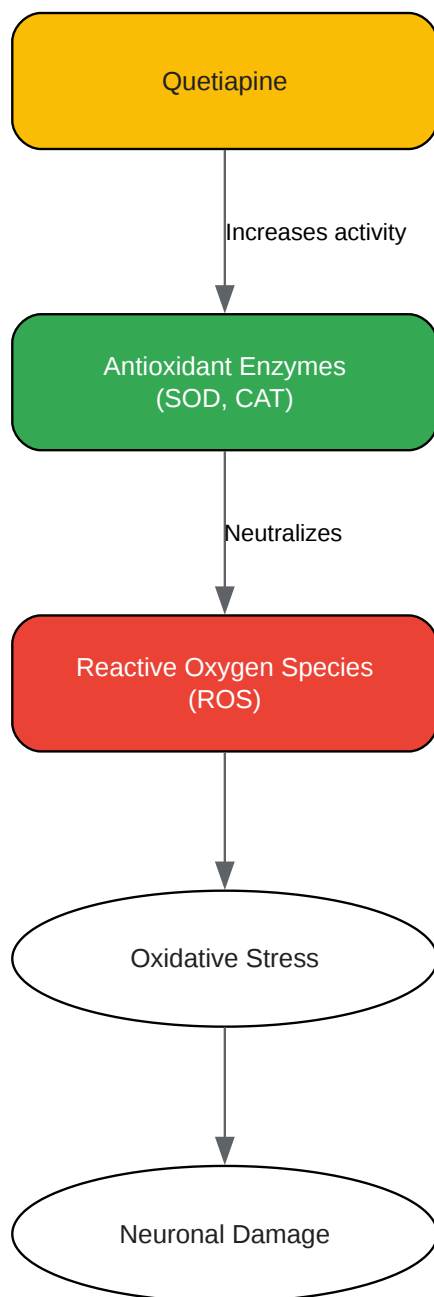 Quetiapine
Increases activity
Antioxidant Enzymes
(SOD, CAT)
Neutralizes
Reactive Oxygen Species
(ROS)
Oxidative Stress
Neuronal Damage